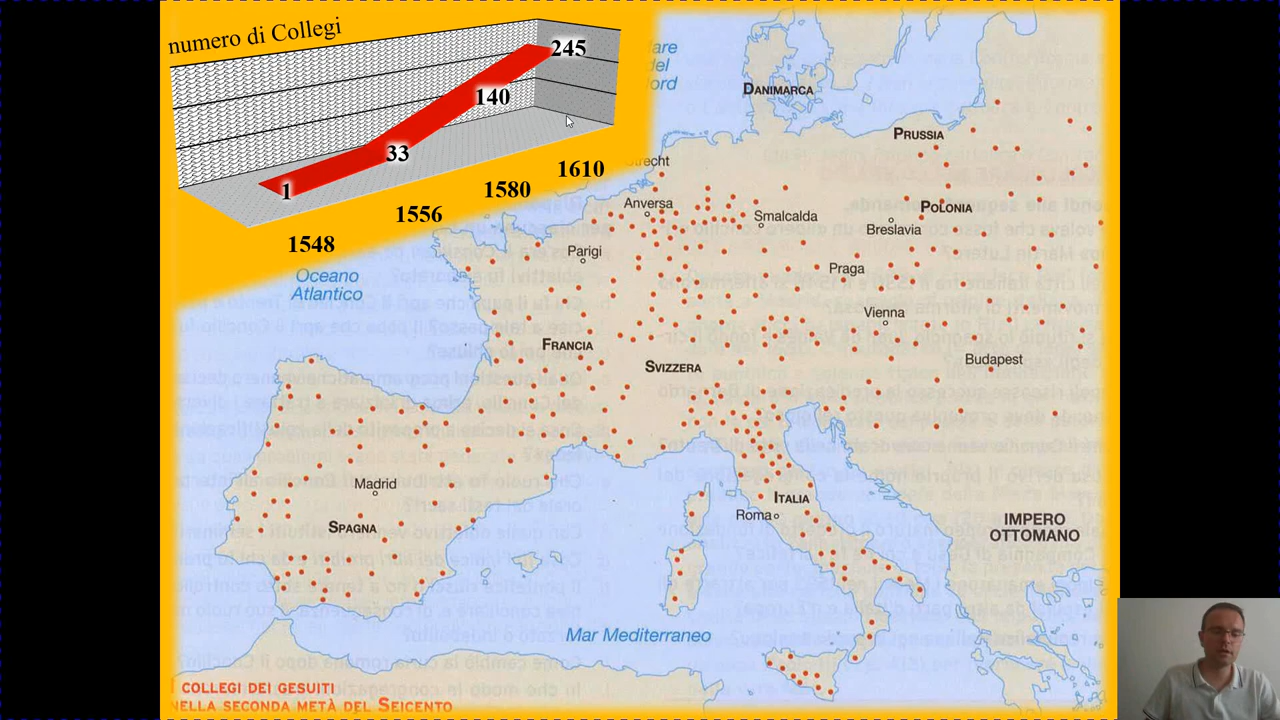 numero di Collegi
245
140
33
1
1610
1580
1556
1548
DANIMARCA
PRUSSIA
Anversa
Smalcalda
POLONIA
Breslavia
Parigi
Praga
Oceano
Atlantico
Vienna
FRANCIA
SVIZZERA
Budapest
Madrid
ITALIA
Roma
SPAGNA
IMPERO
OTTOMANO
Mar Mediterraneo
I COLLEGI DEI GESUITI
NELLA SECONDA METÀ DEL SEICENTO